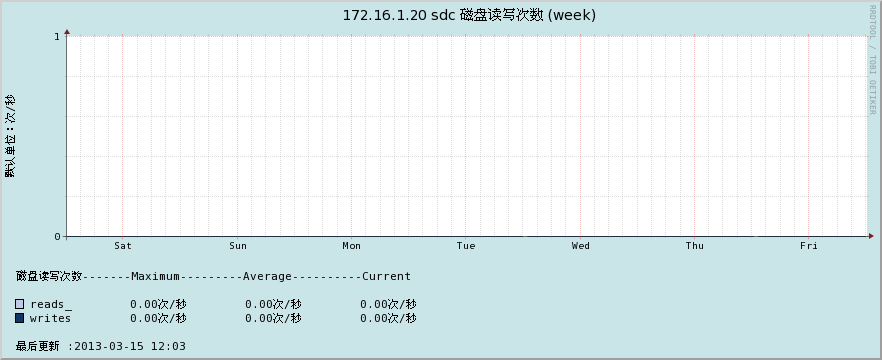 172.16.1.20 sdc 磁盘读写次数 (week)
RRDTOOL / TOBI OETIKER
默认单位：次/秒
1
0
Sat Sun Mon Tue Wed Thu Fri
磁盘读写次数-------Maximum---------Average----------Current
reads_ 0.00次/秒 0.00次/秒 0.00次/秒
writes 0.00次/秒 0.00次/秒 0.00次/秒
最后更新 :2013-03-15 12:03